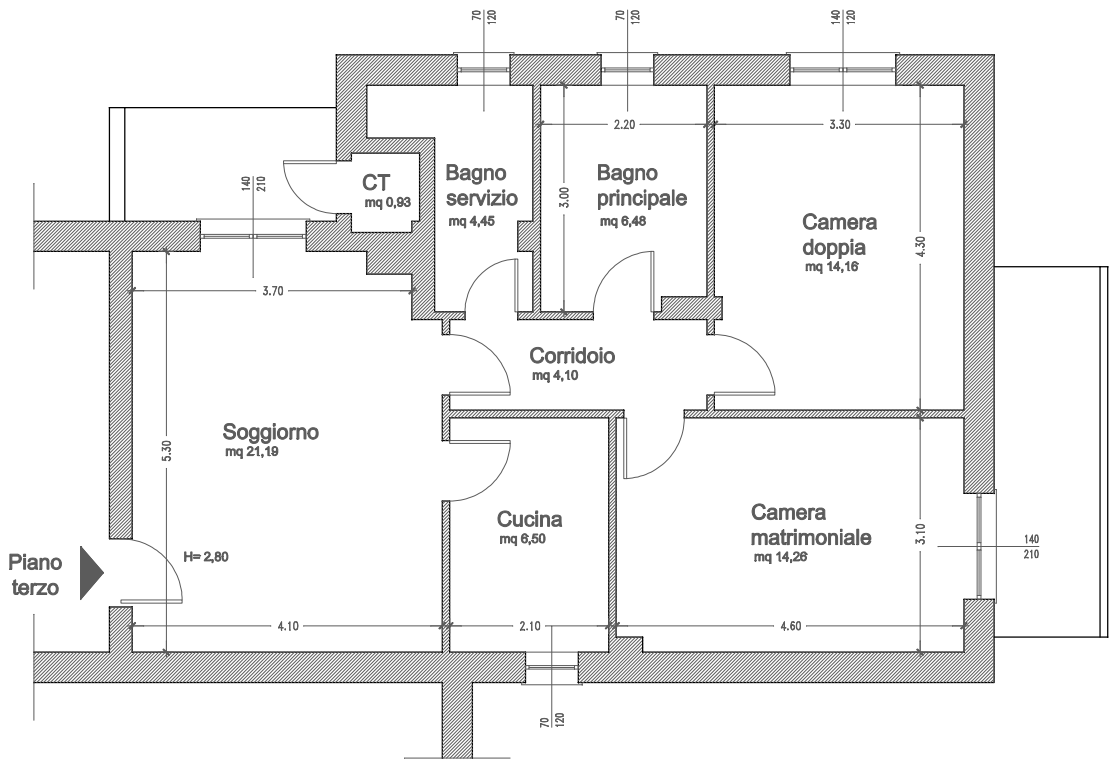 70
120
70
120
140
120
2.20
3.30
Bagno
servizio
mq 4,45
Bagno
principale
mq 6,48
CT
mq 0,93
140
210
3.00
Camera
doppia
mq 14,16
4.30
3.70
Corridoio
mq 4,10
Soggiorno
mq 21,19
5.30
Cucina
mq 6,50
Camera
matrimoniale
mq 14,26
3.10
140
210
H= 2,80
Piano
terzo
4.10
2.10
4.60
70
120